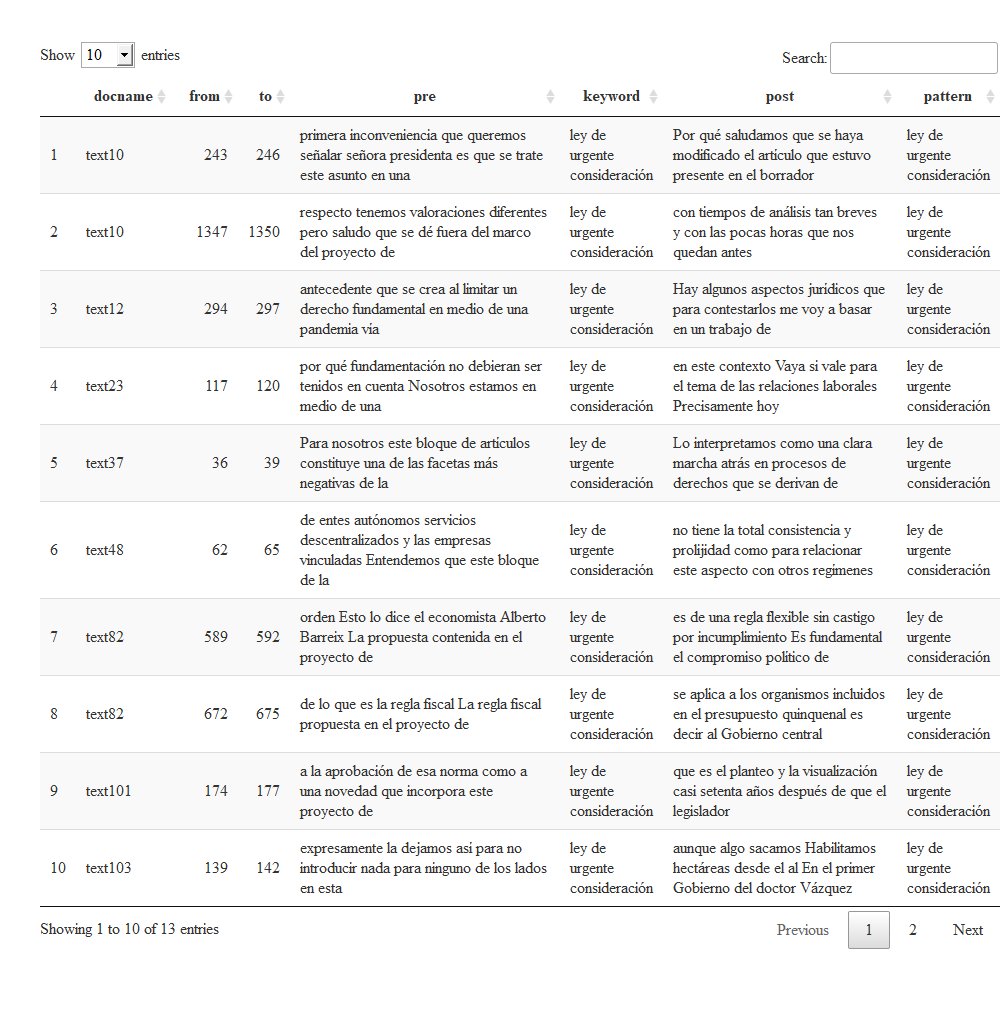 Show 10 entries
Search:
docname from to pre keyword post pattern
primera inconveniencia que queremos ley de Por qué saludamos que se haya ley de
1 text10 243 246 señalar señora presidenta es que se trate urgente modificado el artículo que estuvo urgente
este asunto en una consideración presente en el borrador consideración
respecto tenemos valoraciones diferentes ley de con tiempos de análisis tan breves ley de
2 text10 1347 1350 pero saludo que se dé fuera del marco urgente y con las pocas horas que nos urgente
del proyecto de consideración quedan antes consideración
antecedente que se crea al limitar un ley de Hay algunos aspectos jurídicos que ley de
3 text12 294 297 derecho fundamental en medio de una urgente para contestarlos me voy a basar urgente
pandemia vía consideración en un trabajo de consideración
por qué fundamentación no debieran ser ley de en este contexto Vaya si vale para ley de
4 text23 117 120 tenidos en cuenta Nosotros estamos en urgente el tema de las relaciones laborales urgente
medio de una consideración Precisamente hoy consideración
Para nosotros este bloque de artículos ley de Lo interpretamos como una clara ley de
5 text37 36 39 constituye una de las facetas más urgente marcha atrás en procesos de urgente
negativas de la consideración derechos que se derivan de consideración
de entes autónomos servicios
descentralizados y las empresas ley de no tiene la total consistencia y ley de
6 text48 62 65 vinculadas Entendemos que este bloque urgente prolijidad como para relacionar urgente
de la consideración este aspecto con otros regímenes consideración
orden Esto lo dice el economista Alberto ley de es de una regla flexible sin castigo ley de
7 text82 589 592 Barreix La propuesta contenida en el urgente por incumplimiento Es fundamental urgente
proyecto de consideración el compromiso político de consideración
de lo que es la regla fiscal La regla fiscal ley de se aplica a los organismos incluidos ley de
8 text82 672 675 propuesta en el proyecto de urgente en el presupuesto quinquenal es urgente
consideración decir al Gobierno central consideración
a la aprobación de esa norma como a ley de que es el planteo y la visualización ley de
9 text101 174 177 una novedad que incorpora este urgente casi setenta años después de que el urgente
proyecto de consideración legislador consideración
expresamente la dejamos así para no ley de aunque algo sacamos Habilitamos ley de
10 text103 139 142 introducir nada para ninguno de los lados urgente hectáreas desde el al En el primer urgente
en esta consideración Gobierno del doctor Vázquez consideración
Showing 1 to 10 of 13 entries
Previous 1 2 Next